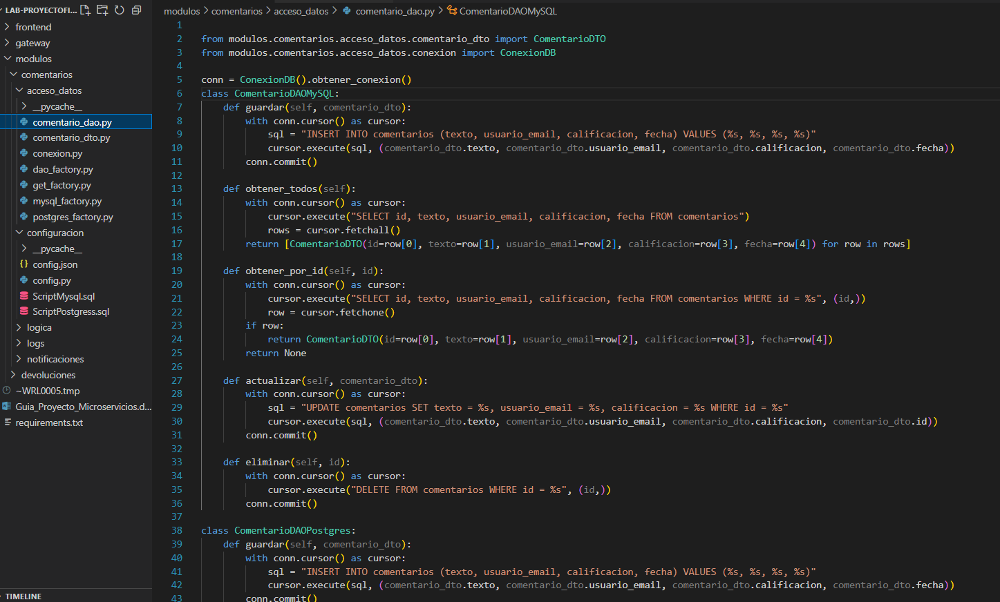 LAB-PROYECTOFI...
frontend
gateway
modulos
comentarios
acceso_datos
__pycache__
comentario_dao.py
comentario_dto.py
conexion.py
dao_factory.py
get_factory.py
mysql_factory.py
postgres_factory.py
configuracion
__pycache__
{} config.json
config.py
ScriptMysql.sql
ScriptPostgress.sql
logica
logs
notificaciones
devoluciones
~WRL0005.tmp
Guia_Proyecto_Microservicios.d...
requirements.txt
TIMELINE
modulos > comentarios > acceso_datos > comentario_dao.py > ComentarioDAOMySQL
1
2 from modulos.comentarios.acceso_datos.comentario_dto import ComentarioDTO
3 from modulos.comentarios.acceso_datos.conexion import ConexionDB
4
5 conn = ConexionDB().obtener_conexion()
6 class ComentarioDAOMySQL:
7     def guardar(self, comentario_dto):
8         with conn.cursor() as cursor:
9             sql = "INSERT INTO comentarios (texto, usuario_email, calificacion, fecha) VALUES (%s, %s, %s, %s)"
10             cursor.execute(sql, (comentario_dto.texto, comentario_dto.usuario_email, comentario_dto.calificacion, comentario_dto.fecha))
11         conn.commit()
12
13     def obtener_todos(self):
14         with conn.cursor() as cursor:
15             cursor.execute("SELECT id, texto, usuario_email, calificacion, fecha FROM comentarios")
16             rows = cursor.fetchall()
17         return [ComentarioDTO(id=row[0], texto=row[1], usuario_email=row[2], calificacion=row[3], fecha=row[4]) for row in rows]
18
19     def obtener_por_id(self, id):
20         with conn.cursor() as cursor:
21             cursor.execute("SELECT id, texto, usuario_email, calificacion, fecha FROM comentarios WHERE id = %s", (id,))
22             row = cursor.fetchone()
23         if row:
24             return ComentarioDTO(id=row[0], texto=row[1], usuario_email=row[2], calificacion=row[3], fecha=row[4])
25         return None
26
27     def actualizar(self, comentario_dto):
28         with conn.cursor() as cursor:
29             sql = "UPDATE comentarios SET texto = %s, usuario_email = %s, calificacion = %s WHERE id = %s"
30             cursor.execute(sql, (comentario_dto.texto, comentario_dto.usuario_email, comentario_dto.calificacion, comentario_dto.id))
31         conn.commit()
32
33     def eliminar(self, id):
34         with conn.cursor() as cursor:
35             cursor.execute("DELETE FROM comentarios WHERE id = %s", (id,))
36         conn.commit()
37
38 class ComentarioDAOPostgres:
39     def guardar(self, comentario_dto):
40         with conn.cursor() as cursor:
41             sql = "INSERT INTO comentarios (texto, usuario_email, calificacion, fecha) VALUES (%s, %s, %s, %s)"
42             cursor.execute(sql, (comentario_dto.texto, comentario_dto.usuario_email, comentario_dto.calificacion, comentario_dto.fecha))
43         conn.commit()